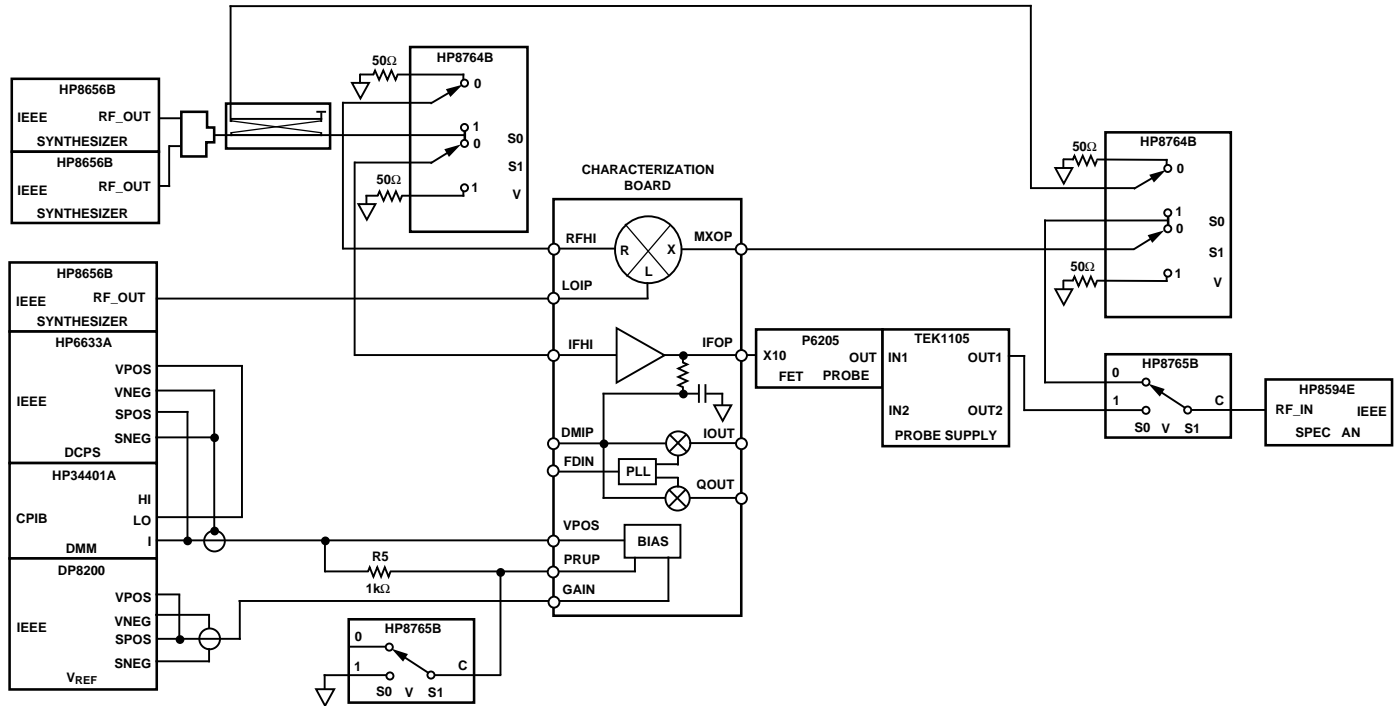 HP8656B
IEEE RF_OUT
SYNTHESIZER
HP8656B
IEEE RF_OUT
SYNTHESIZER
HP8764B
50Ω
0
1
0
S0
S1
50Ω
1
V
HP8764B
50Ω
0
1
0
S0
S1
50Ω
1
V
CHARACTERIZATION
BOARD
RFHI
R
X
L
MXOP
LOIP
IFHI
IFOP
DMIP
IOUT
FDIN
PLL
QOUT
VPOS
BIAS
PRUP
GAIN
HP8656B
IEEE RF_OUT
SYNTHESIZER
HP6633A
VPOS
VNEG
IEEE
SPOS
SNEG
DCPS
HP34401A
HI
CPIB
LO
I
DMM
DP8200
VPOS
VNEG
IEEE
SPOS
SNEG
VREF
R5
1kΩ
HP8765B
0
1
C
S0 V S1
P6205
X10 OUT
FET PROBE
TEK1105
IN1 OUT1
IN2 OUT2
PROBE SUPPLY
HP8765B
0
1
C
S0 V S1
HP8594E
RF_IN
IEEE
SPEC AN